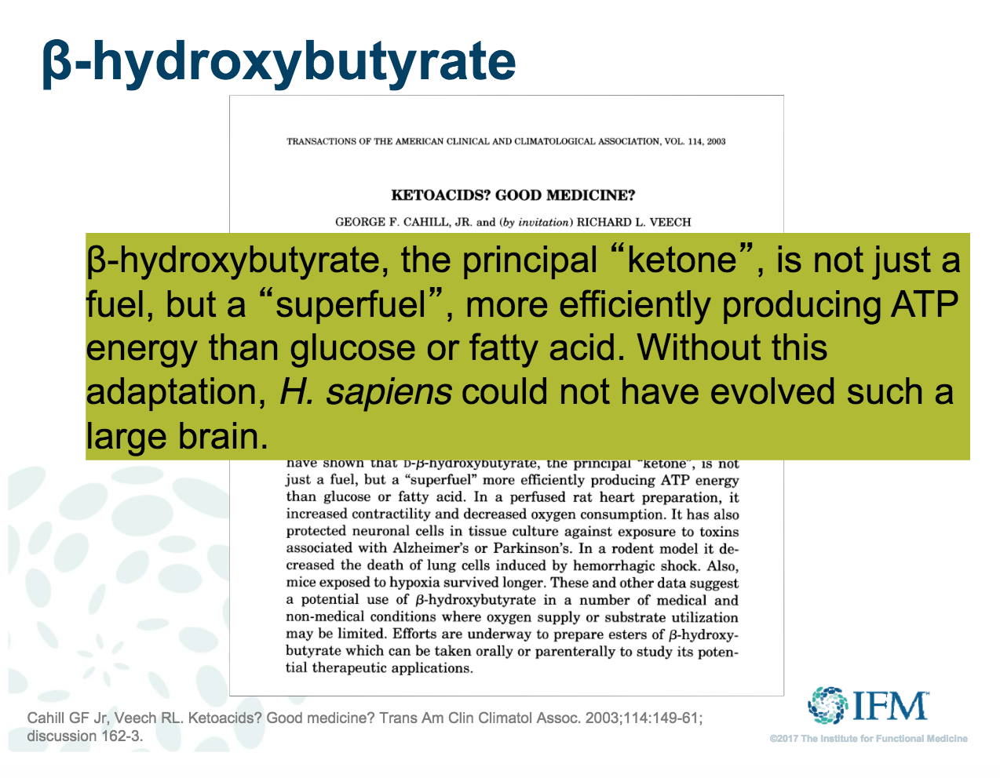 β-hydroxybutyrate
TRANSACTIONS OF THE AMERICAN CLINICAL AND CLIMATOLOGICAL ASSOCIATION, VOL. 114, 2003
KETOACIDS? GOOD MEDICINE?
GEORGE F. CAHILL, JR. and (by invitation) RICHARD L. VEECH
β-hydroxybutyrate, the principal “ketone”, is not just a
fuel, but a “superfuel”, more efficiently producing ATP
energy than glucose or fatty acid. Without this
adaptation, H. sapiens could not have evolved such a
large brain.
have shown that D-β-hydroxybutyrate, the principal “ketone”, is not
just a fuel, but a “superfuel” more efficiently producing ATP energy
than glucose or fatty acid. In a perfused rat heart preparation, it
increased contractility and decreased oxygen consumption. It has also
protected neuronal cells in tissue culture against exposure to toxins
associated with Alzheimer’s or Parkinson’s. In a rodent model it de-
creased the death of lung cells induced by hemorrhagic shock. Also,
mice exposed to hypoxia survived longer. These and other data suggest
a potential use of β-hydroxybutyrate in a number of medical and
non-medical conditions where oxygen supply or substrate utilization
may be limited. Efforts are underway to prepare esters of β-hydroxy-
butyrate which can be taken orally or parenterally to study its poten-
tial therapeutic applications.
Cahill GF Jr, Veech RL. Ketoacids? Good medicine? Trans Am Clin Climatol Assoc. 2003;114:149-61;
discussion 162-3.
IFM™
©2017 The Institute for Functional Medicine